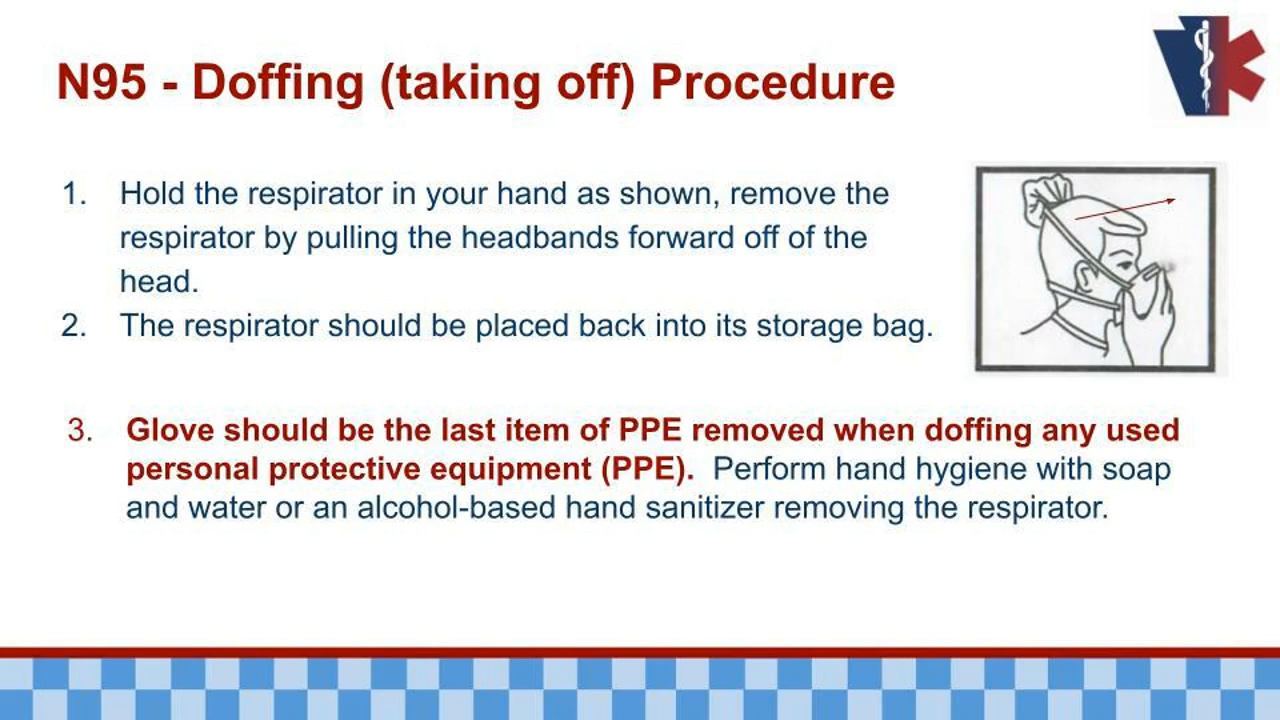 N95 - Doffing (taking off) Procedure
1. Hold the respirator in your hand as shown, remove the
respirator by pulling the headbands forward off of the
head.
2. The respirator should be placed back into its storage bag.
3. Glove should be the last item of PPE removed when doffing any used
personal protective equipment (PPE). Perform hand hygiene with soap
and water or an alcohol-based hand sanitizer removing the respirator.